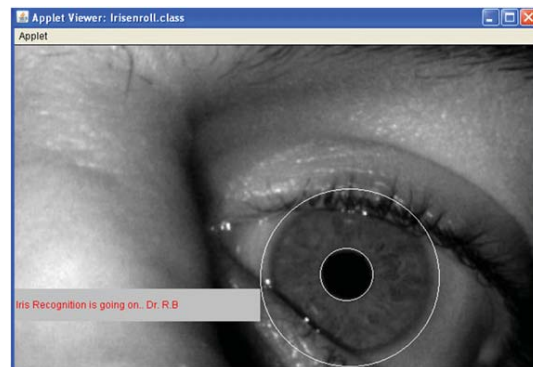 Applet Viewer: Irisenroll.class
Applet
Iris Recognition is going on.. Dr. R.B